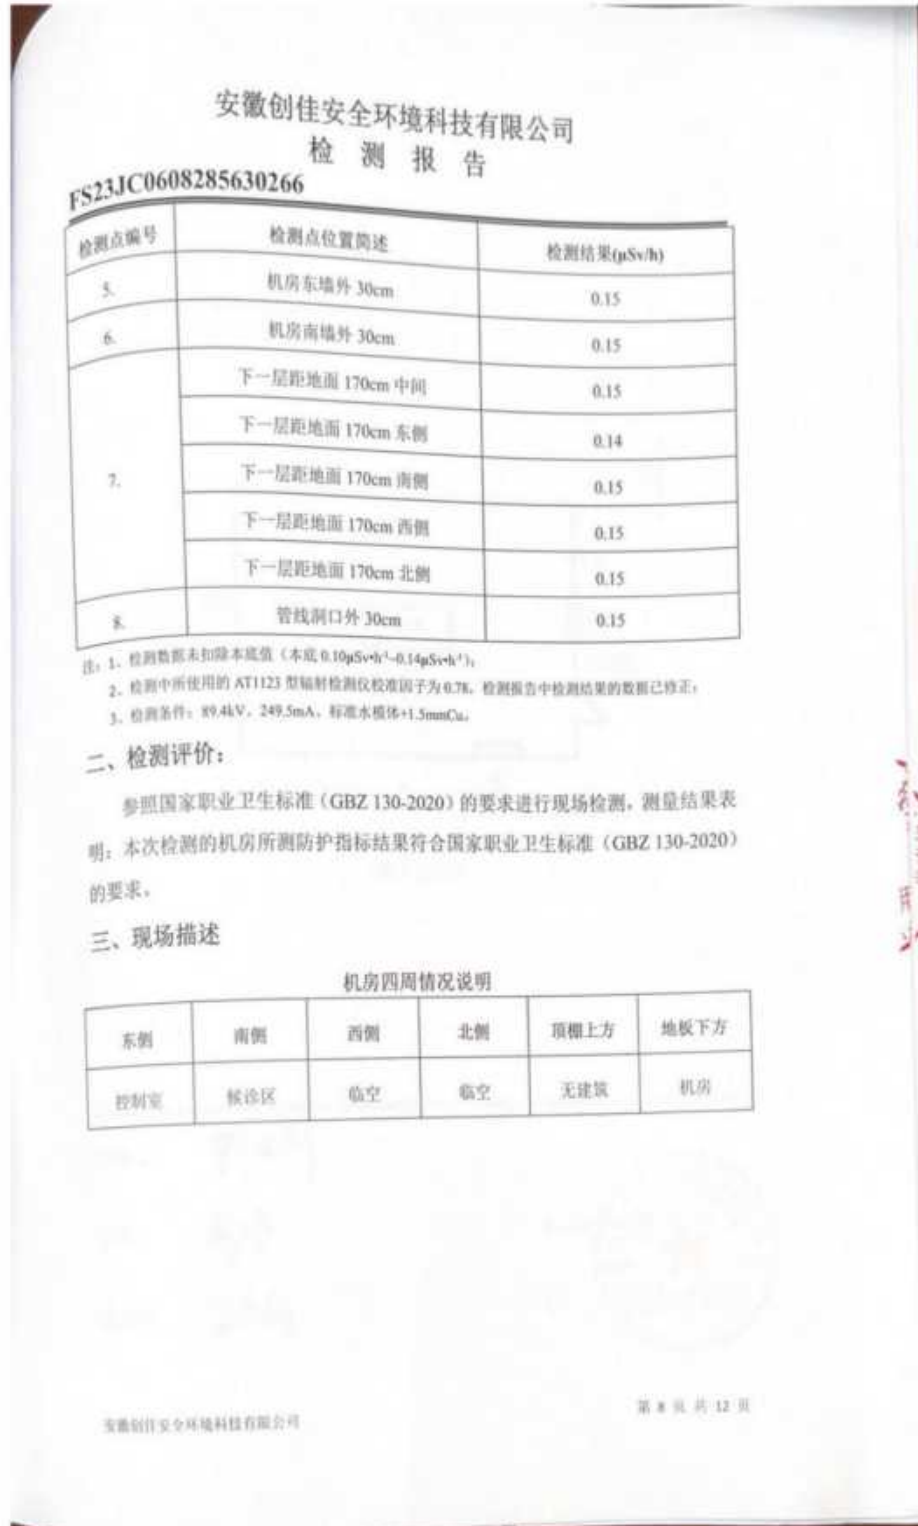 安徽创佳安全环境科技有限公司
检 测 报 告
FS23JC0608285630266
检测点编号 检测点位置简述 检测结果(μSv/h)
5. 机房东墙外 30cm 0.15
6. 机房南墙外 30cm 0.15
7. 下一层距地面 170cm 中间 0.15
下一层距地面 170cm 东侧 0.14
下一层距地面 170cm 南侧 0.15
下一层距地面 170cm 西侧 0.15
下一层距地面 170cm 北侧 0.15
8. 管线洞口外 30cm 0.15
注：1、检测数据未扣除本底值（本底 0.10μSv•h⁻¹~0.14μSv•h⁻¹）；
2、检测中所使用的 AT1123 型辐射检测仪校准因子为 0.78，检测报告中检测结果的数据已修正；
3、检测条件：89.4kV，249.5mA，标准水模体+1.5mmCu。
二、检测评价：
参照国家职业卫生标准（GBZ 130-2020）的要求进行现场检测，测量结果表
明：本次检测的机房所测防护指标结果符合国家职业卫生标准（GBZ 130-2020）
的要求。
三、现场描述
机房四周情况说明
东侧 南侧 西侧 北侧 顶棚上方 地板下方
控制室 候诊区 临空 临空 无建筑 机房
安徽创佳安全环境科技有限公司
第 8 页 共 12 页